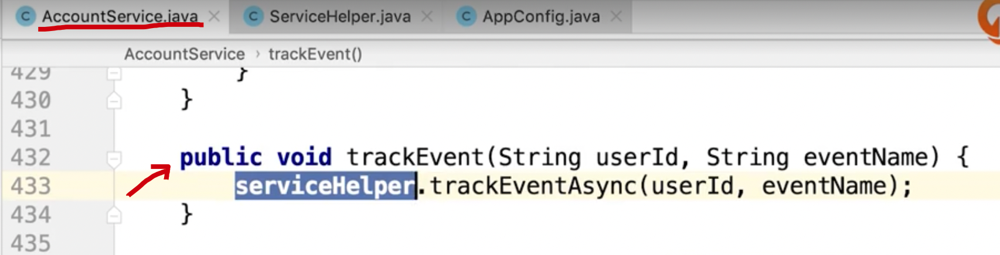 AccountService.java ServiceHelper.java AppConfig.java
AccountService › trackEvent()
429 }
430 }
431
432 public void trackEvent(String userId, String eventName) {
433 serviceHelper.trackEventAsync(userId, eventName);
434 }
435